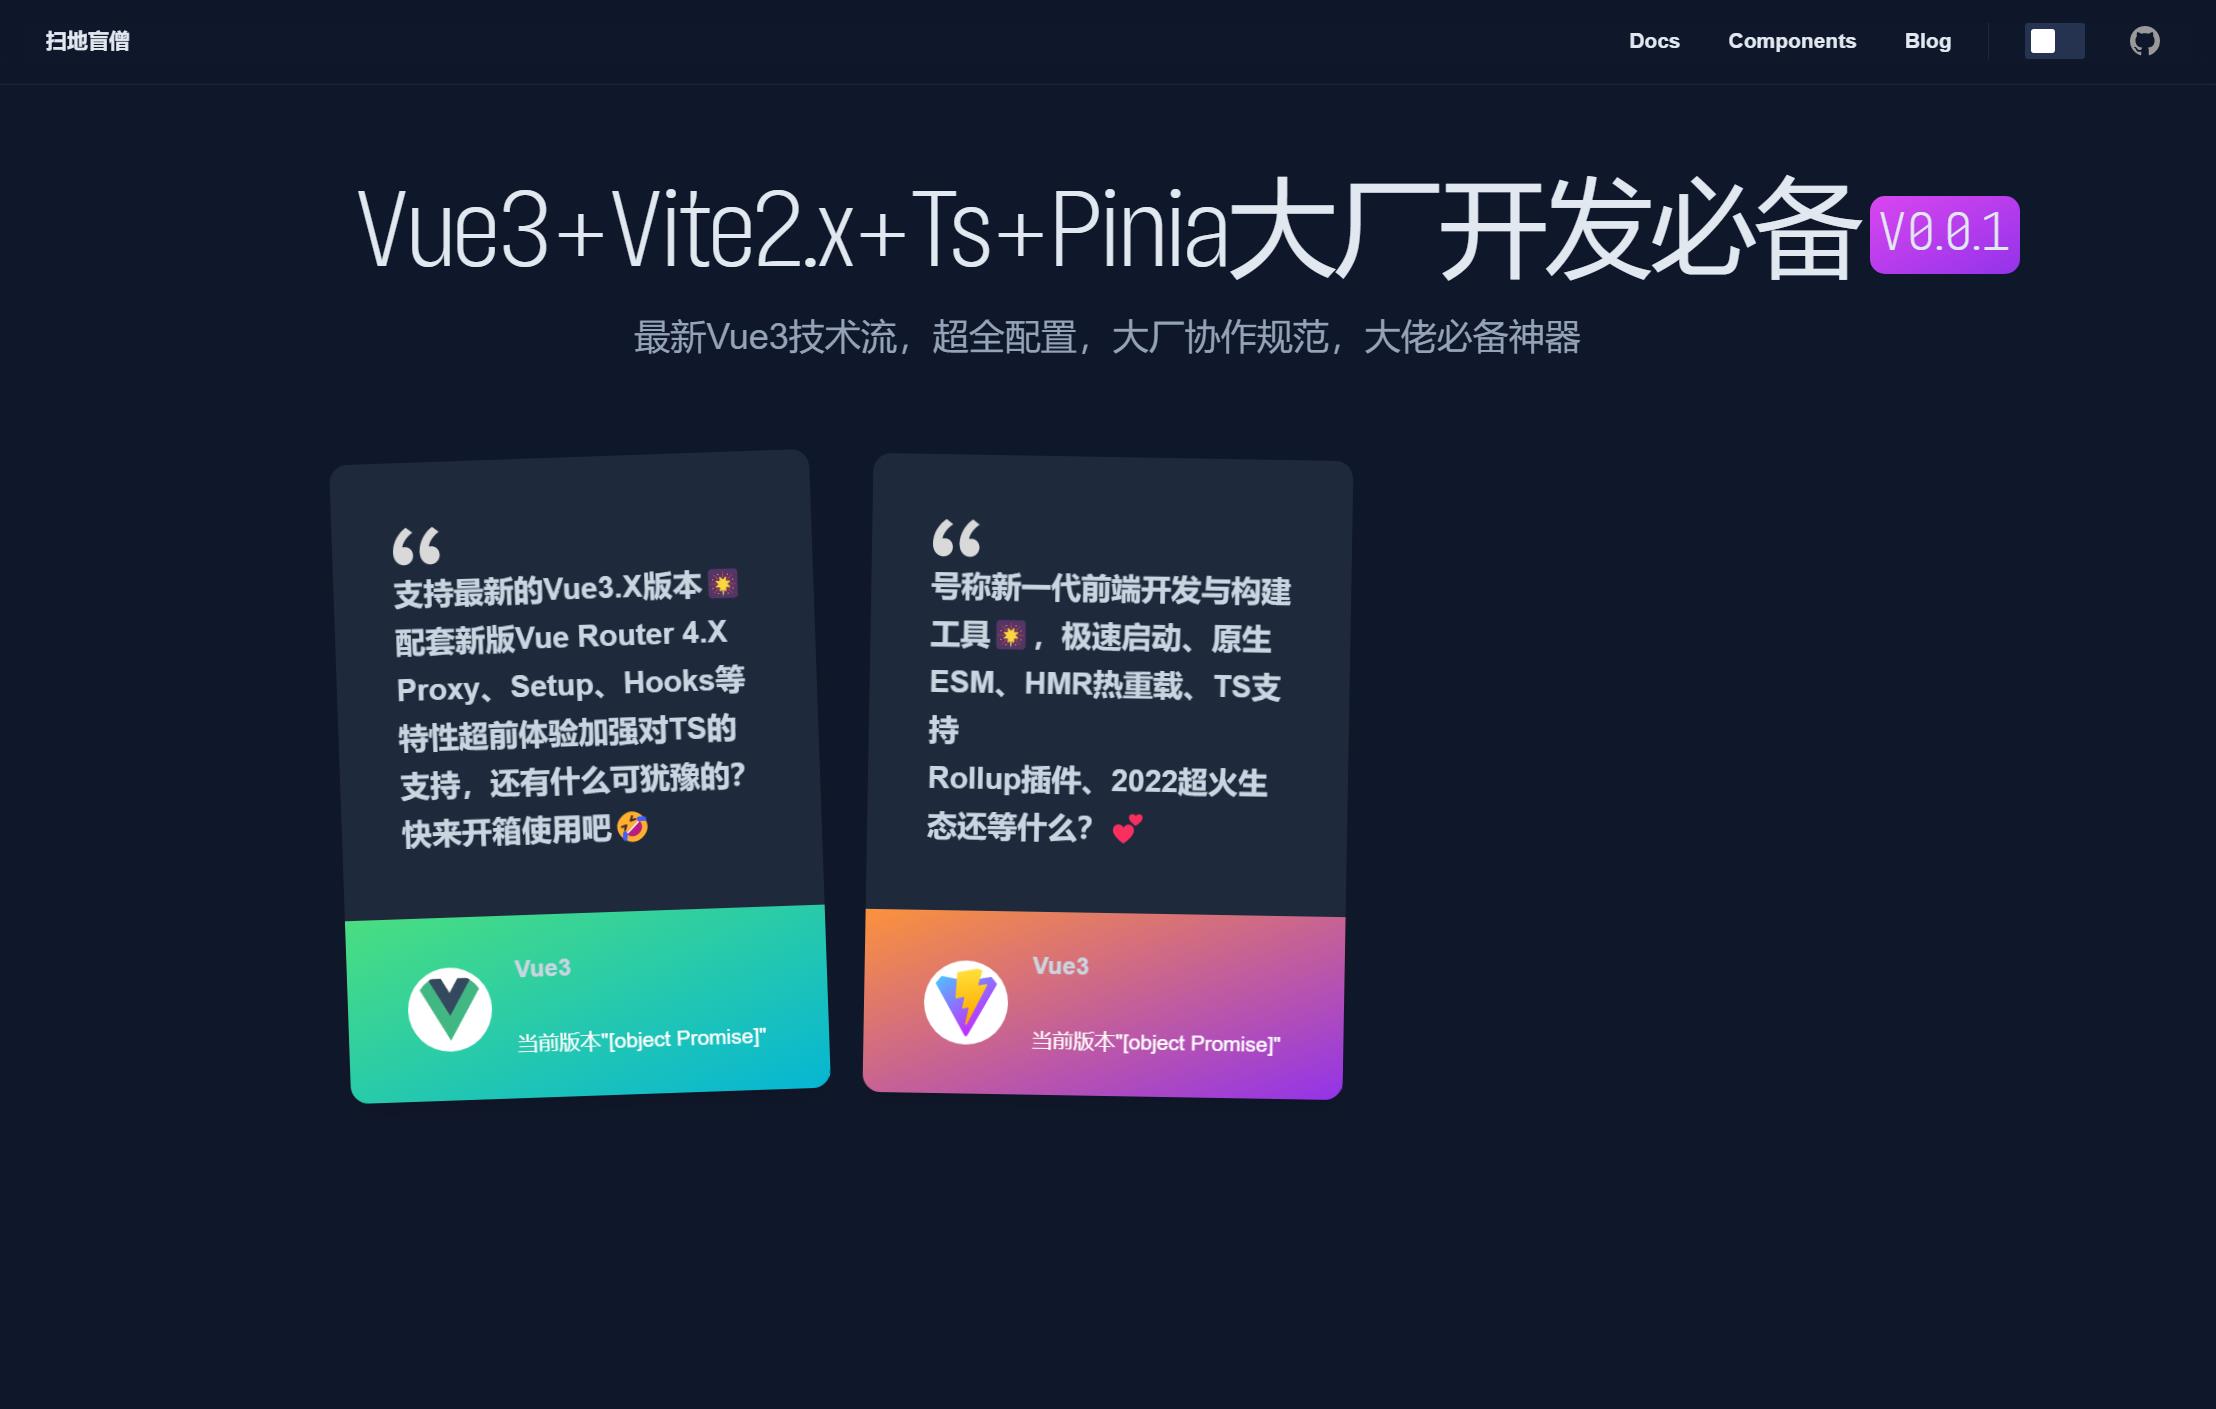 扫地盲僧
Docs
Components
Blog
Vue3+Vite2.x+Ts+Pinia大厂开发必备 V0.0.1
最新Vue3技术流，超全配置，大厂协作规范，大佬必备神器
“
支持最新的Vue3.X版本🎇
配套新版Vue Router 4.X
Proxy、Setup、Hooks等
特性超前体验加强对TS的
支持，还有什么可犹豫的?
快来开箱使用吧🤣
Vue3
当前版本"[object Promise]"
“
号称新一代前端开发与构建
工具🎇，极速启动、原生
ESM、HMR热重载、TS支
持
Rollup插件、2022超火生
态还等什么？💕
Vue3
当前版本"[object Promise]"